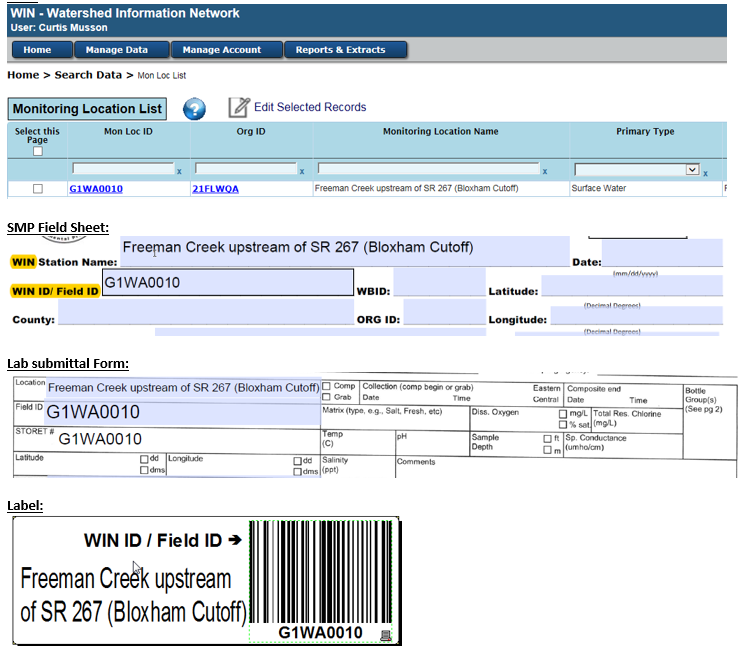 WIN - Watershed Information Network
User: Curtis Musson
Home Manage Data Manage Account Reports & Extracts
Home > Search Data > Mon Loc List
Monitoring Location List ? Edit Selected Records
Select this Page Mon Loc ID Org ID Monitoring Location Name Primary Type
x x x x
G1WA0010 21FLWQA Freeman Creek upstream of SR 267 (Bloxham Cutoff) Surface Water
SMP Field Sheet:
WIN Station Name: Freeman Creek upstream of SR 267 (Bloxham Cutoff) Date:
(mm/dd/yyyy)
WIN ID/ Field ID G1WA0010 WBID: Latitude:
(Decimal Degrees)
County: ORG ID: Longitude:
(Decimal Degrees)
Lab submittal Form:
Location Freeman Creek upstream of SR 267 (Bloxham Cutoff) Comp Collection (comp begin or grab) Eastern Composite end Bottle
Grab Date Time Central Date Time Group(s)
Field ID G1WA0010 Matrix (type, e.g., Salt, Fresh, etc) Diss. Oxygen mg/L Total Res. Chlorine (See pg 2)
% sat. (mg/L)
STORET # G1WA0010 Temp pH Sample ft Sp. Conductance
(C) Depth m (umho/cm)
Latitude dd Longitude dd Salinity Comments
dms dms (ppt)
Label:
WIN ID / Field ID ➔
Freeman Creek upstream
of SR 267 (Bloxham Cutoff)
G1WA0010